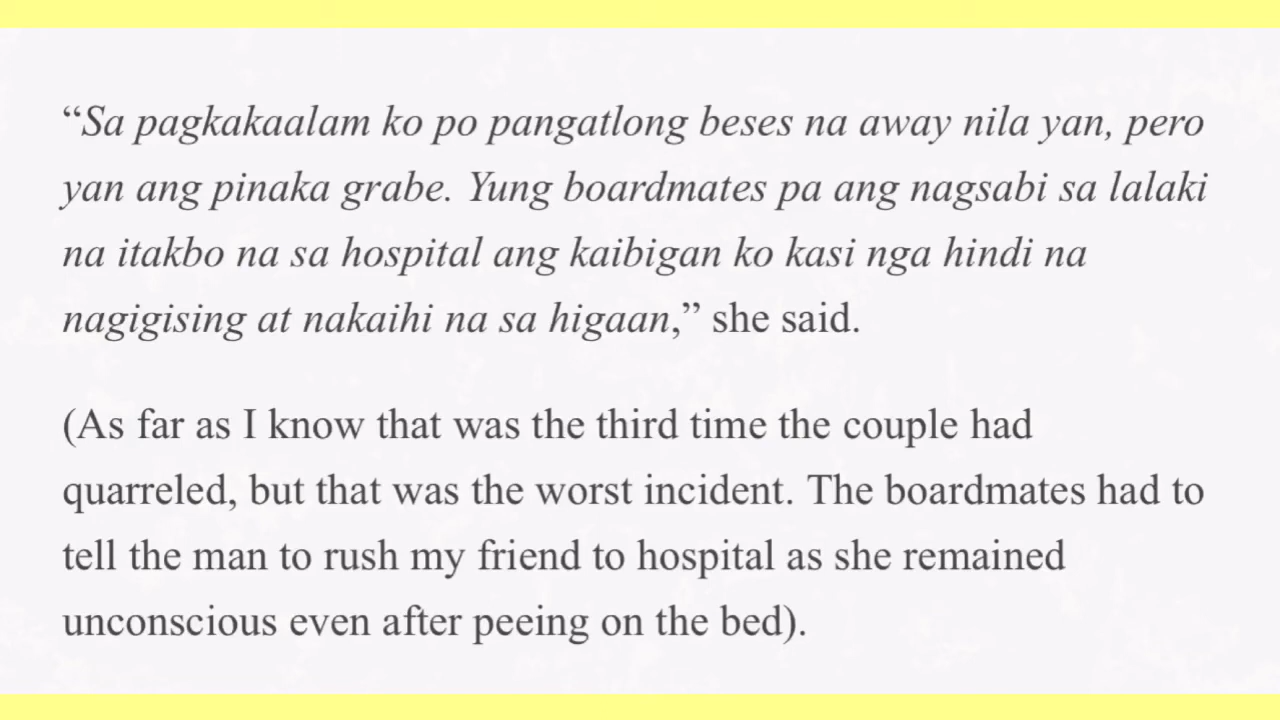 “Sa pagkakaalam ko po pangatlong beses na away nila yan, pero
yan ang pinaka grabe. Yung boardmates pa ang nagsabi sa lalaki
na itakbo na sa hospital ang kaibigan ko kasi nga hindi na
nagigising at nakaihi na sa higaan,” she said.
(As far as I know that was the third time the couple had
quarreled, but that was the worst incident. The boardmates had to
tell the man to rush my friend to hospital as she remained
unconscious even after peeing on the bed).